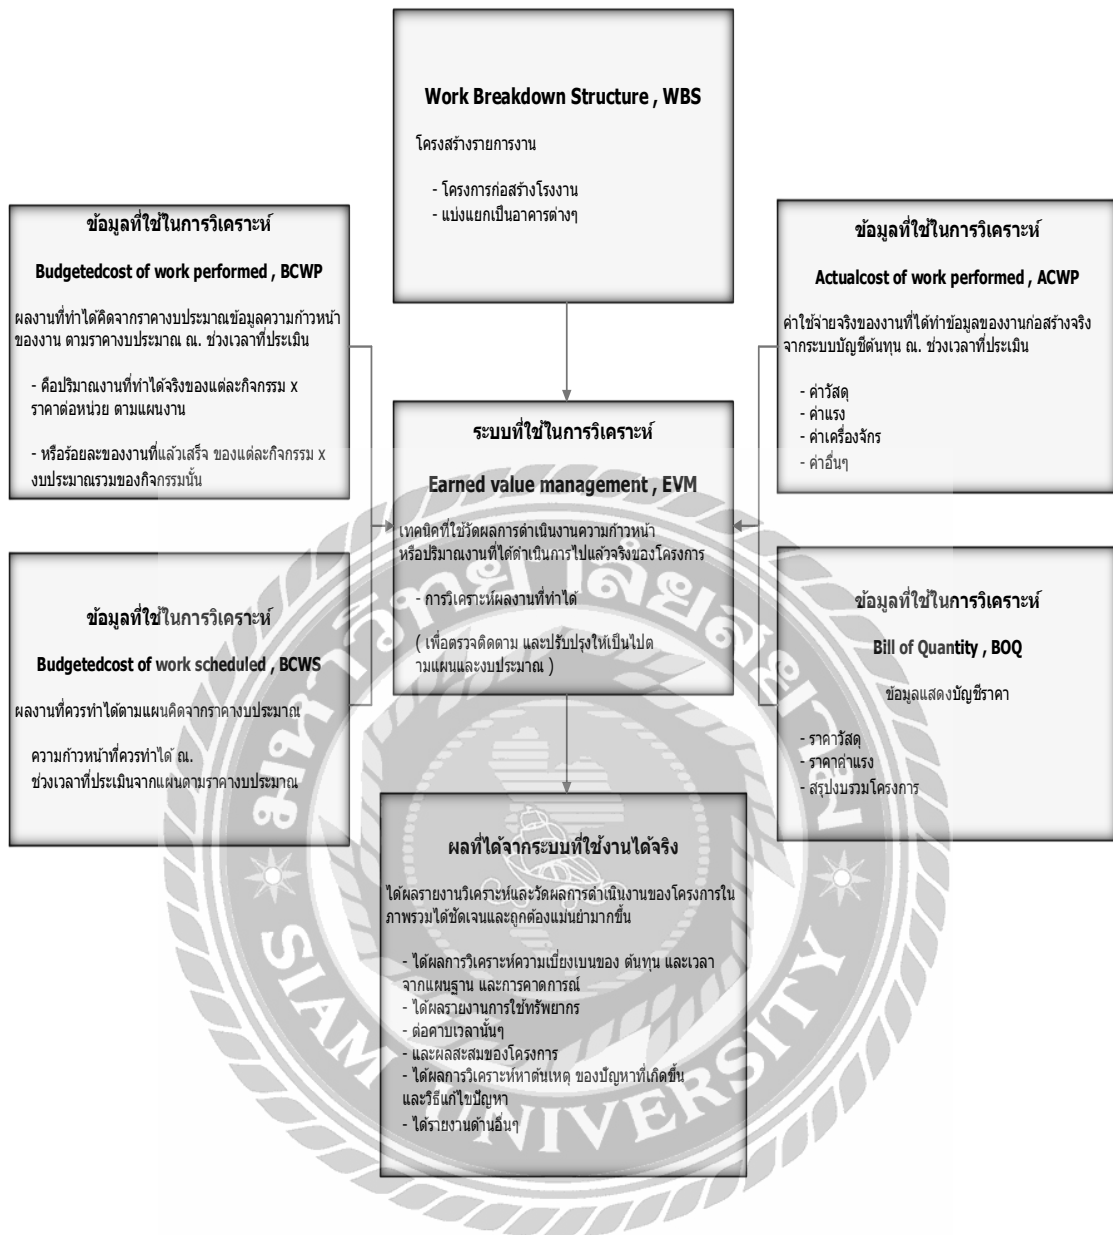 Work Breakdown Structure , WBS
โครงสร้างรายการงาน
- โครงการก่อสร้างโรงงาน
- แบ่งแยกเป็นอาคารต่างๆ
ข้อมูลที่ใช้ในการวิเคราะห์
Budgetedcost of work performed , BCWP
ผลงานที่ทำได้คิดจากราคางบประมาณข้อมูลความก้าวหน้า
ของงาน ตามราคางบประมาณ ณ. ช่วงเวลาที่ประเมิน
- คือปริมาณงานที่ทำได้จริงของแต่ละกิจกรรม x
ราคาต่อหน่วย ตามแผนงาน
- หรือร้อยละของงานที่แล้วเสร็จ ของแต่ละกิจกรรม x
งบประมาณรวมของกิจกรรมนั้น
ข้อมูลที่ใช้ในการวิเคราะห์
Actualcost of work performed , ACWP
ค่าใช้จ่ายจริงของงานที่ได้ทำข้อมูลของงานก่อสร้างจริง
จากระบบบัญชีต้นทุน ณ. ช่วงเวลาที่ประเมิน
- ค่าวัสดุ
- ค่าแรง
- ค่าเครื่องจักร
- ค่าอื่นๆ
ระบบที่ใช้ในการวิเคราะห์
Earned value management , EVM
เทคนิคที่ใช้วัดผลการดำเนินงานความก้าวหน้า
หรือปริมาณงานที่ได้ดำเนินการไปแล้วจริงของโครงการ
- การวิเคราะห์ผลงานที่ทำได้
( เพื่อตรวจติดตาม และปรับปรุงให้เป็นไปต
ามแผนและงบประมาณ )
ข้อมูลที่ใช้ในการวิเคราะห์
Budgetedcost of work scheduled , BCWS
ผลงานที่ควรทำได้ตามแผนคิดจากราคางบประมาณ
ความก้าวหน้าที่ควรทำได้ ณ.
ช่วงเวลาที่ประเมินจากแผนตามราคางบประมาณ
ข้อมูลที่ใช้ในการวิเคราะห์
Bill of Quantity , BOQ
ข้อมูลแสดงบัญชีราคา
- ราคาวัสดุ
- ราคาค่าแรง
- สรุปงบรวมโครงการ
ผลที่ได้จากระบบที่ใช้งานได้จริง
ได้ผลรายงานวิเคราะห์และวัดผลการดำเนินงานของโครงการใน
ภาพรวมได้ชัดเจนและถูกต้องแม่นยำมากขึ้น
- ได้ผลการวิเคราะห์ความเบี่ยงเบนของ ต้นทุน และเวลา
จากแผนฐาน และการคาดการณ์
- ได้ผลรายงานการใช้ทรัพยากร
- ต่อคาบเวลานั้นๆ
- และผลสะสมของโครงการ
- ได้ผลการวิเคราะห์หาต้นเหตุ ของปัญหาที่เกิดขึ้น
และวิธีแก้ไขปัญหา
- ได้รายงานด้านอื่นๆ
มหาวิทยาลัยสยาม
SIAM UNIVERSITY